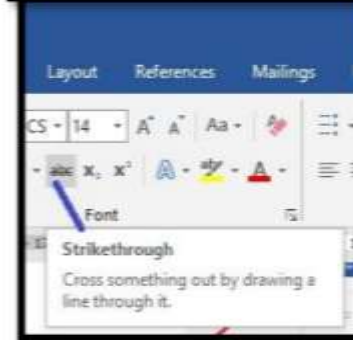 Layout References Mailings
CS 14 A A Aa
abc X₂ X² A aby A
Font
Strikethrough
Cross something out by drawing a
line through it.